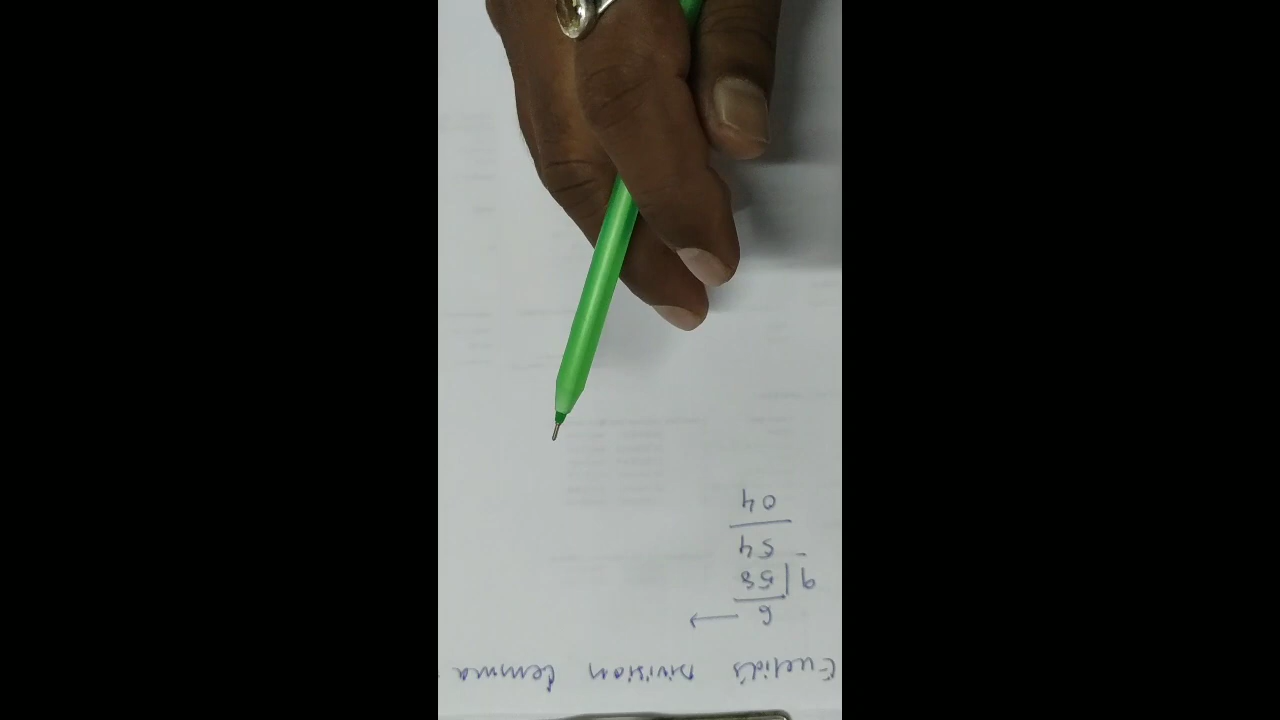 Euclid's Division Lemma
6 →
9 | 58
- 54
04